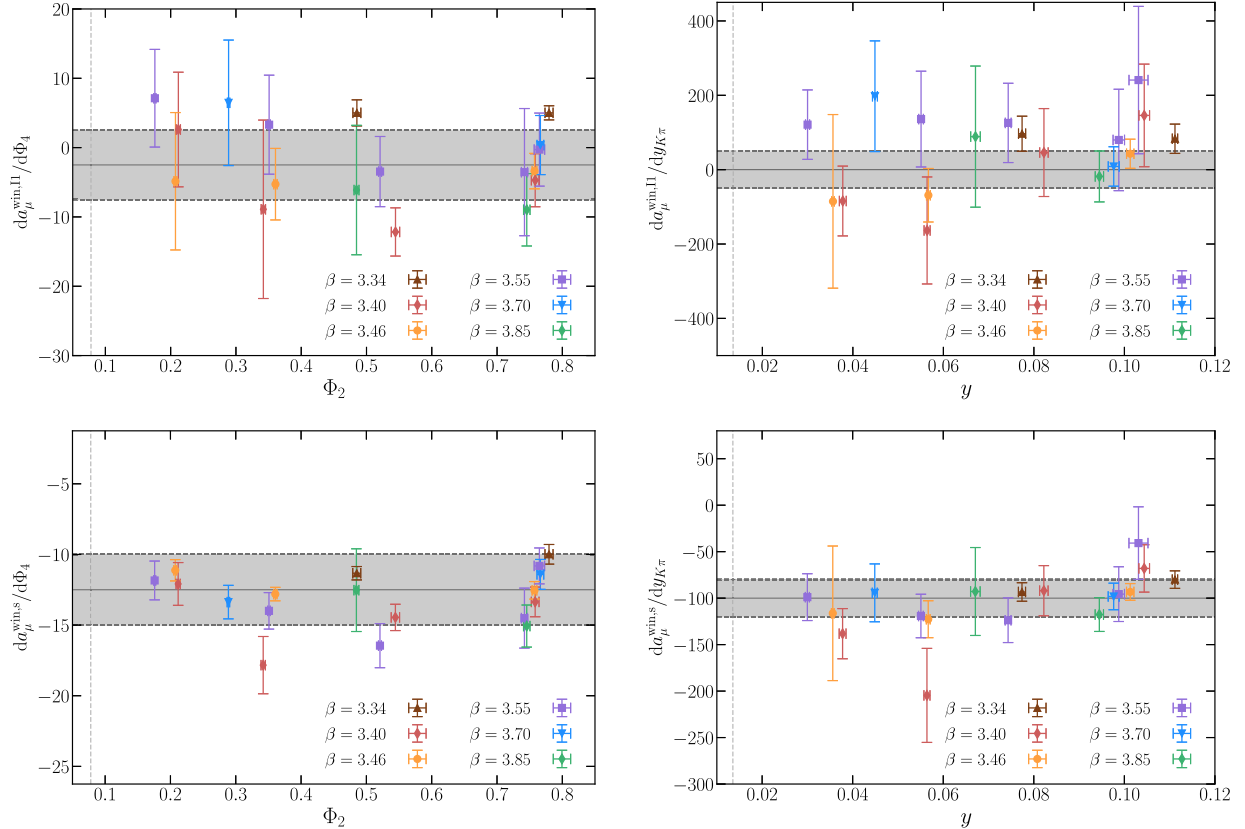 20
10
0
−10
−20
−30
da_μ^{win,I1}/dΦ_4
β = 3.34
β = 3.55
β = 3.40
β = 3.70
β = 3.46
β = 3.85
0.1 0.2 0.3 0.4 0.5 0.6 0.7 0.8
Φ_2
400
200
0
−200
−400
da_μ^{win,I1}/dy_{Kπ}
β = 3.34
β = 3.55
β = 3.40
β = 3.70
β = 3.46
β = 3.85
0.02 0.04 0.06 0.08 0.10 0.12
y
−5
−10
−15
−20
−25
da_μ^{win,s}/dΦ_4
β = 3.34
β = 3.55
β = 3.40
β = 3.70
β = 3.46
β = 3.85
0.1 0.2 0.3 0.4 0.5 0.6 0.7 0.8
Φ_2
50
0
−50
−100
−150
−200
−250
−300
da_μ^{win,s}/dy_{Kπ}
β = 3.34
β = 3.55
β = 3.40
β = 3.70
β = 3.46
β = 3.85
0.02 0.04 0.06 0.08 0.10 0.12
y